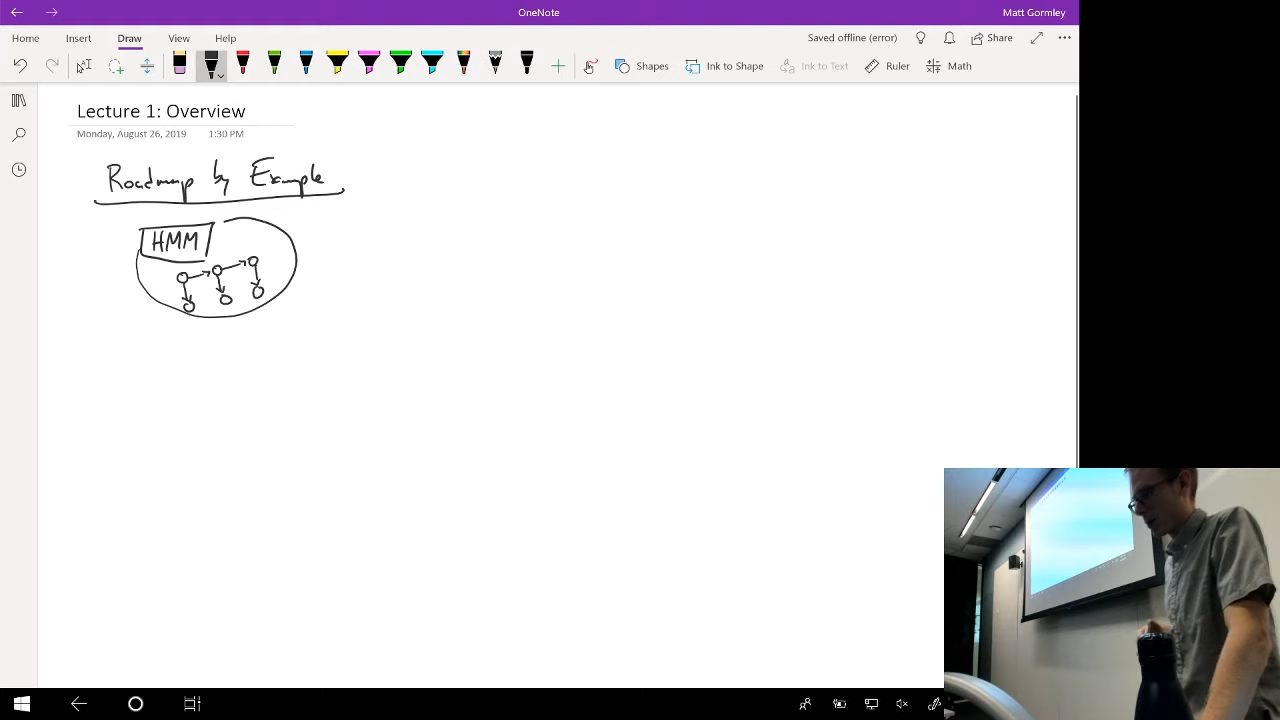 OneNote
Matt Gormley
Home Insert Draw View Help
Saved offline (error) Share
Shapes Ink to Shape Ink to Text Ruler Math
Lecture 1: Overview
Monday, August 26, 2019 1:30 PM
Roadmap by Example
HMM